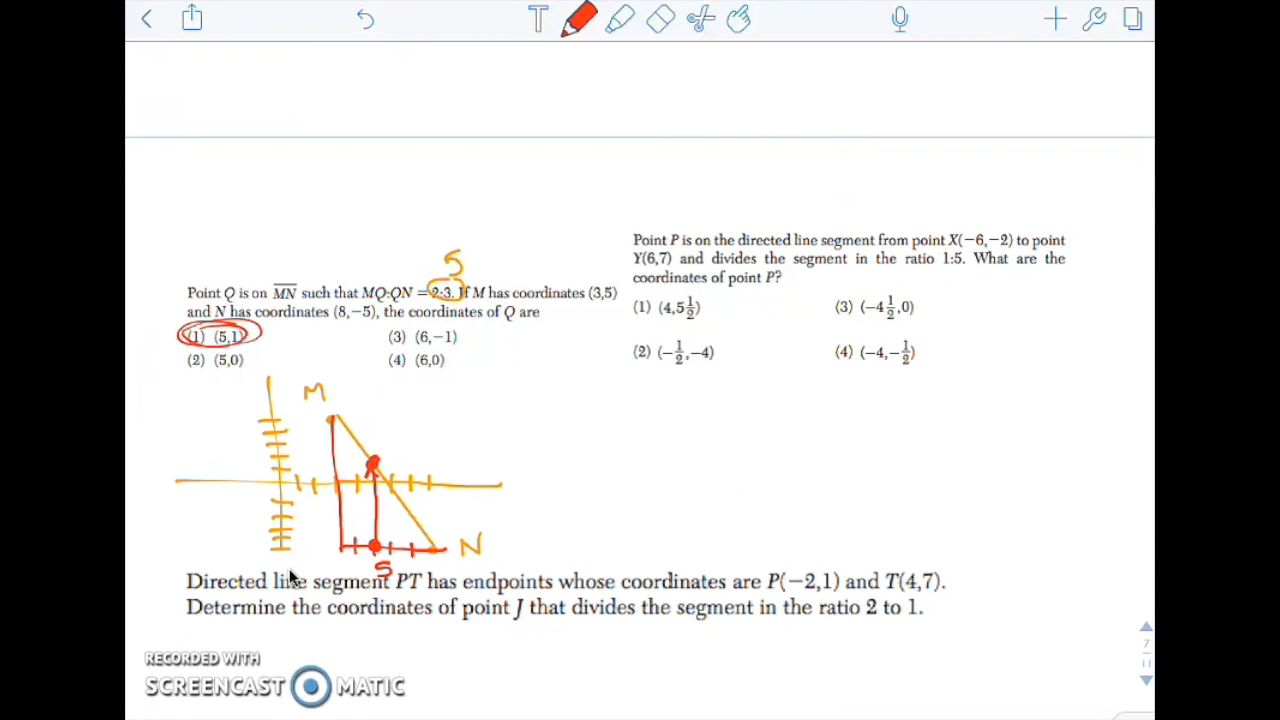 T
5
Point Q is on MN such that MQ:QN = 2:3. If M has coordinates (3,5)
and N has coordinates (8,−5), the coordinates of Q are
(1) (5,1) (3) (6,−1)
(2) (5,0) (4) (6,0)
M
N
5
Point P is on the directed line segment from point X(−6,−2) to point
Y(6,7) and divides the segment in the ratio 1:5. What are the
coordinates of point P?
(1) (4,5 1/2) (3) (−4 1/2,0)
(2) (−1/2,−4) (4) (−4,−1/2)
Directed line segment PT has endpoints whose coordinates are P(−2,1) and T(4,7).
Determine the coordinates of point J that divides the segment in the ratio 2 to 1.
7
11
RECORDED WITH
SCREENCAST MATIC